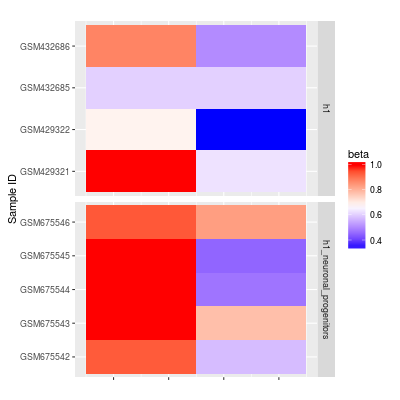 GSM432686
GSM432685
GSM429322
GSM429321
h1
GSM675546
GSM675545
GSM675544
GSM675543
GSM675542
h1_neuronal_progenitors
Sample ID
beta
1.0
0.8
0.6
0.4